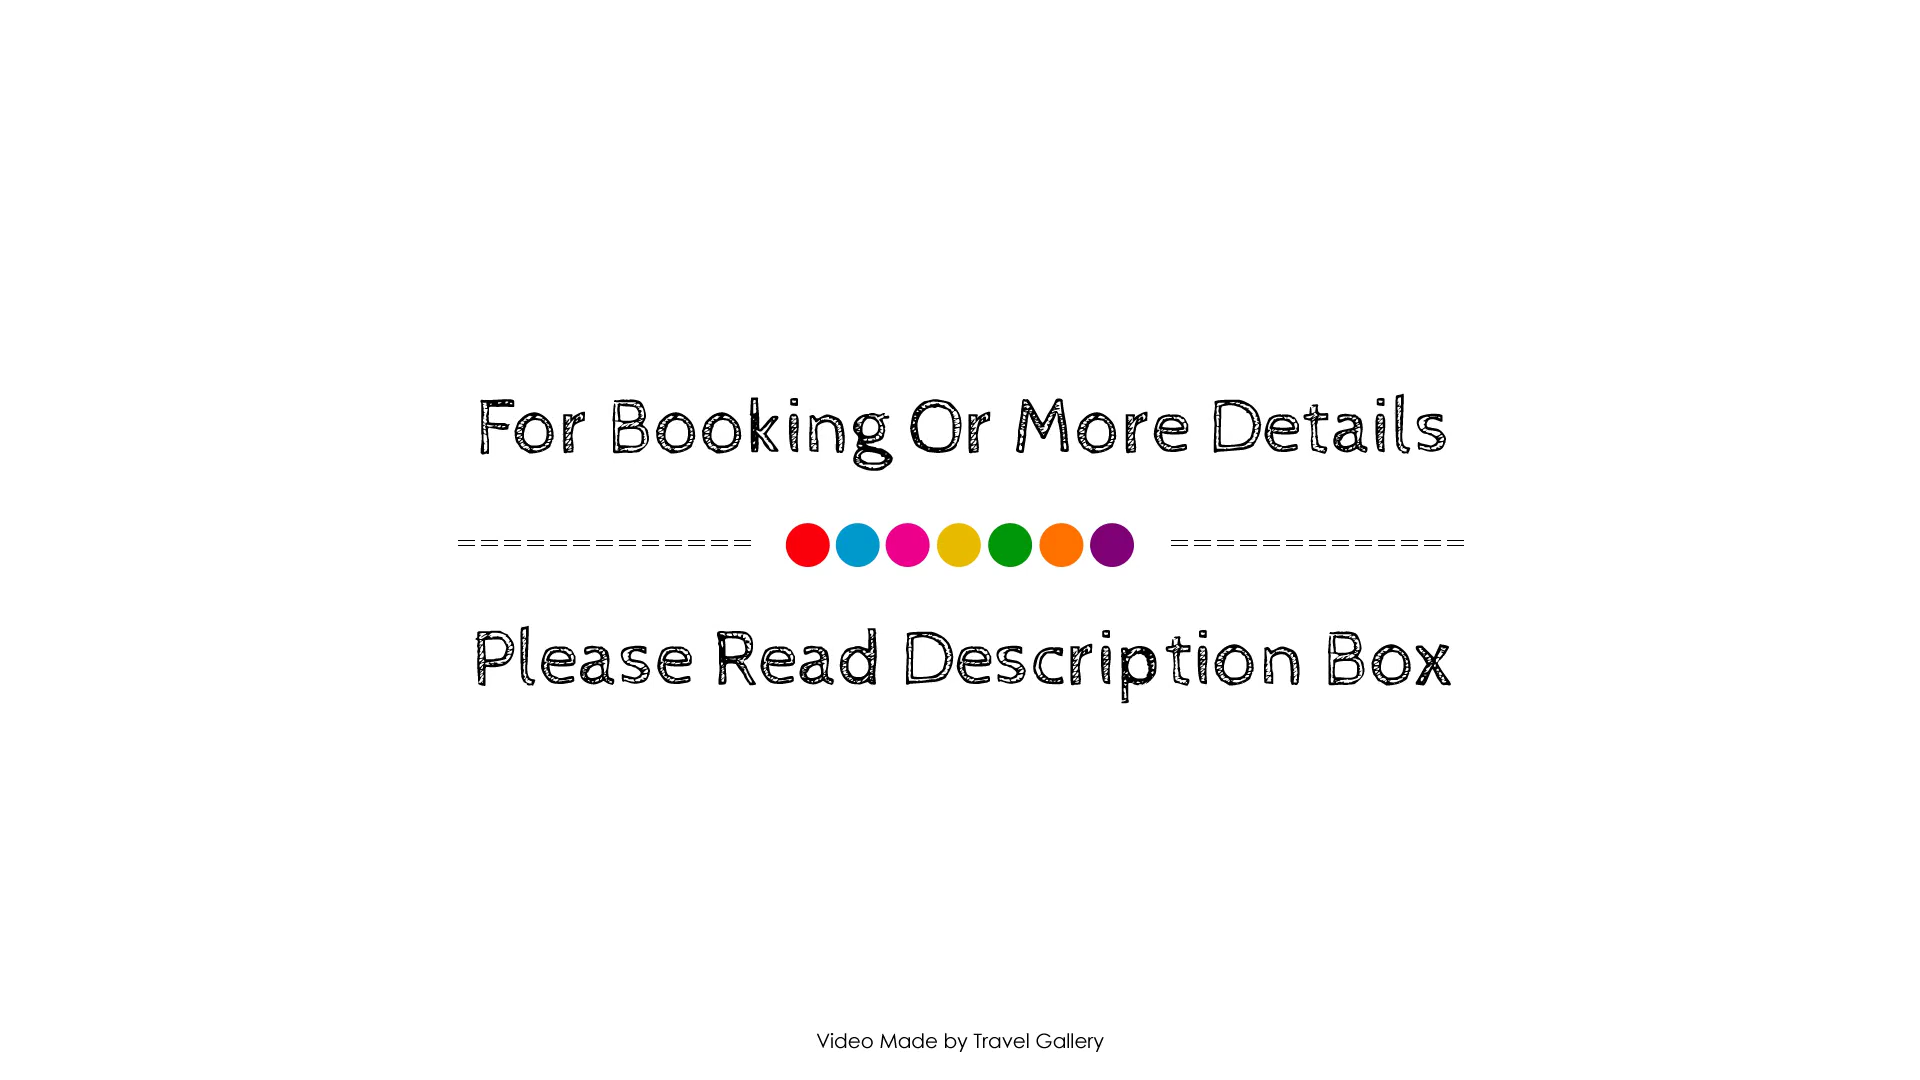 For Booking Or More Details
============= =============
Please Read Description Box
Video Made by Travel Gallery